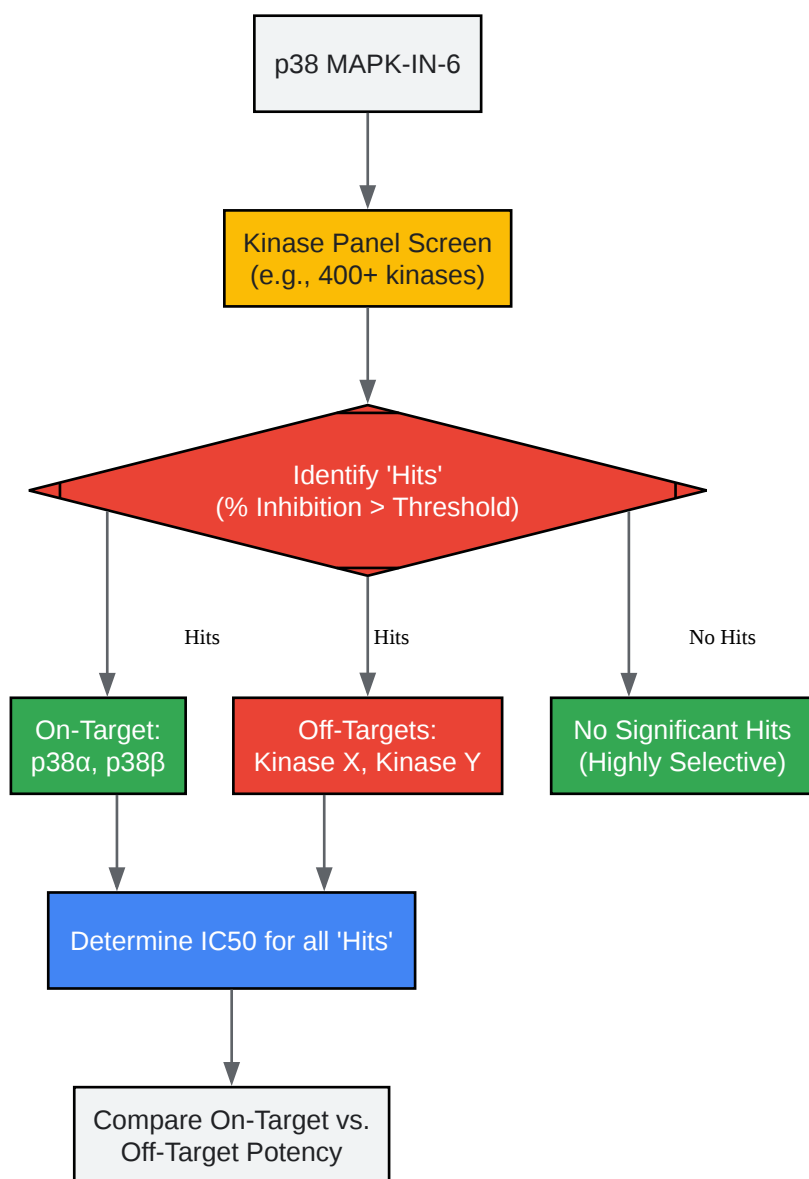 p38 MAPK-IN-6
Kinase Panel Screen
(e.g., 400+ kinases)
Identify 'Hits'
(% Inhibition > Threshold)
Hits
Hits
No Hits
On-Target:
p38α, p38β
Off-Targets:
Kinase X, Kinase Y
No Significant Hits
(Highly Selective)
Determine IC50 for all 'Hits'
Compare On-Target vs.
Off-Target Potency